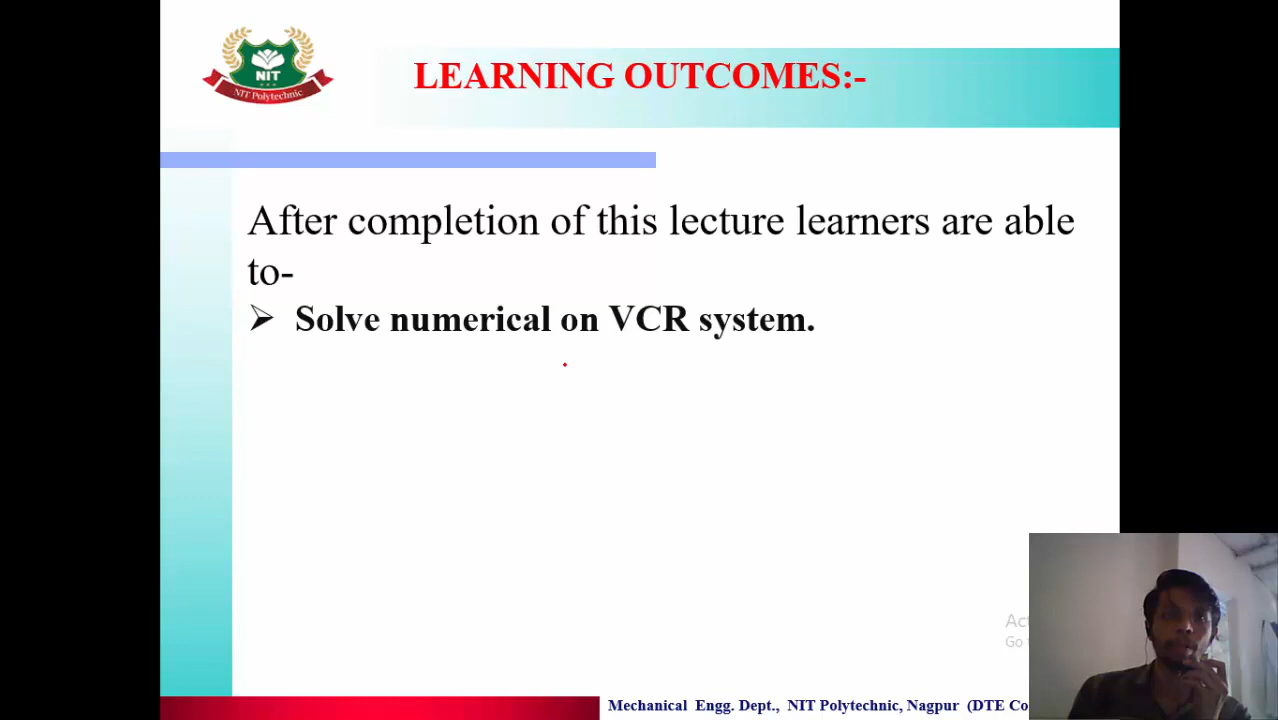 NIT
NIT Polytechnic
LEARNING OUTCOMES:-
After completion of this lecture learners are able
to-
➢ Solve numerical on VCR system.
Mechanical Engg. Dept., NIT Polytechnic, Nagpur (DTE Co